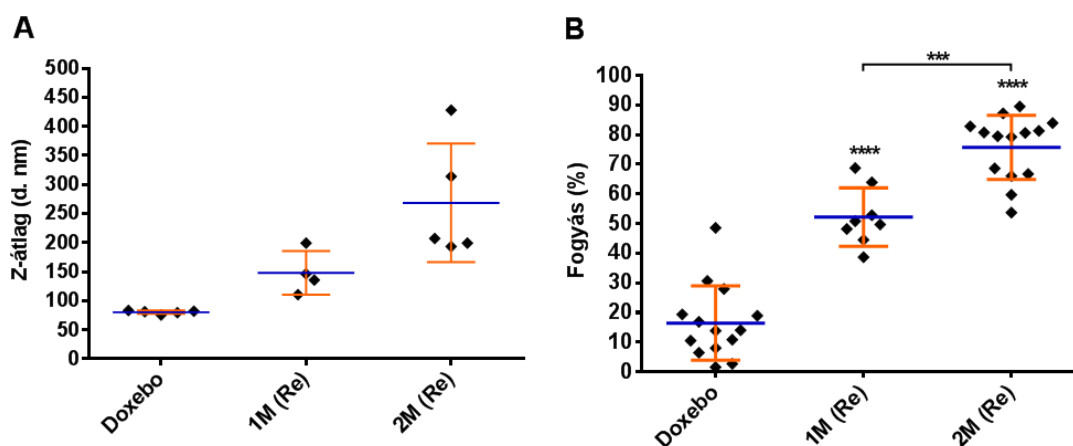 A
Z-átlag (d. nm)
500
450
400
350
300
250
200
150
100
50
0
Doxebo
1M (Re)
2M (Re)
B
Fogyás (%)
100
90
80
70
60
50
40
30
20
10
0
***
****
****
Doxebo
1M (Re)
2M (Re)